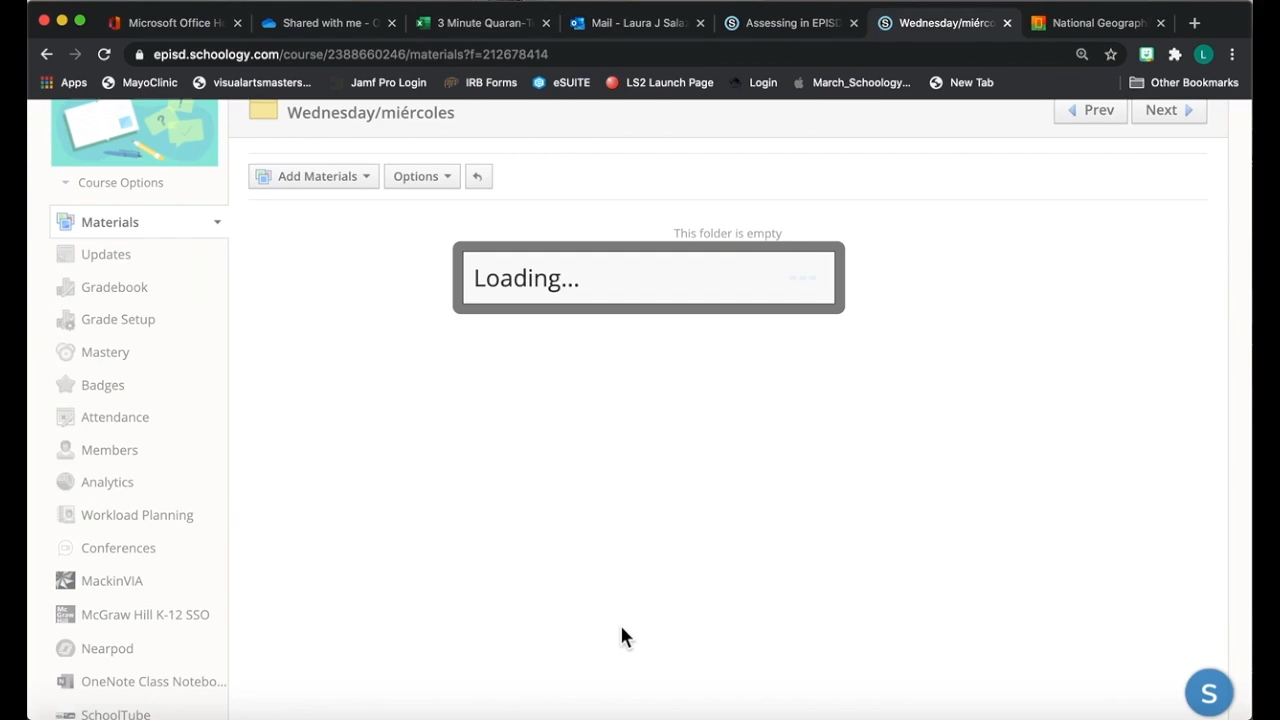 Microsoft Office H
Shared with me - O
3 Minute Quaran-T
Mail - Laura J Sala
Assessing in EPISD
Wednesday/miérc
National Geograph
episd.schoology.com/course/2388660246/materials?f=212678414
L
Apps
MayoClinic
visualartsmasters...
Jamf Pro Login
IRB Forms
eSUITE
LS2 Launch Page
Login
March_Schoology...
New Tab
Other Bookmarks
Wednesday/miércoles
Prev
Next
Course Options
Add Materials
Options
Materials
This folder is empty
Updates
Loading...
Gradebook
Grade Setup
Mastery
Badges
Attendance
Members
Analytics
Workload Planning
Conferences
MackinVIA
McGraw Hill K-12 SSO
Nearpod
OneNote Class Notebo...
SchoolTube
S